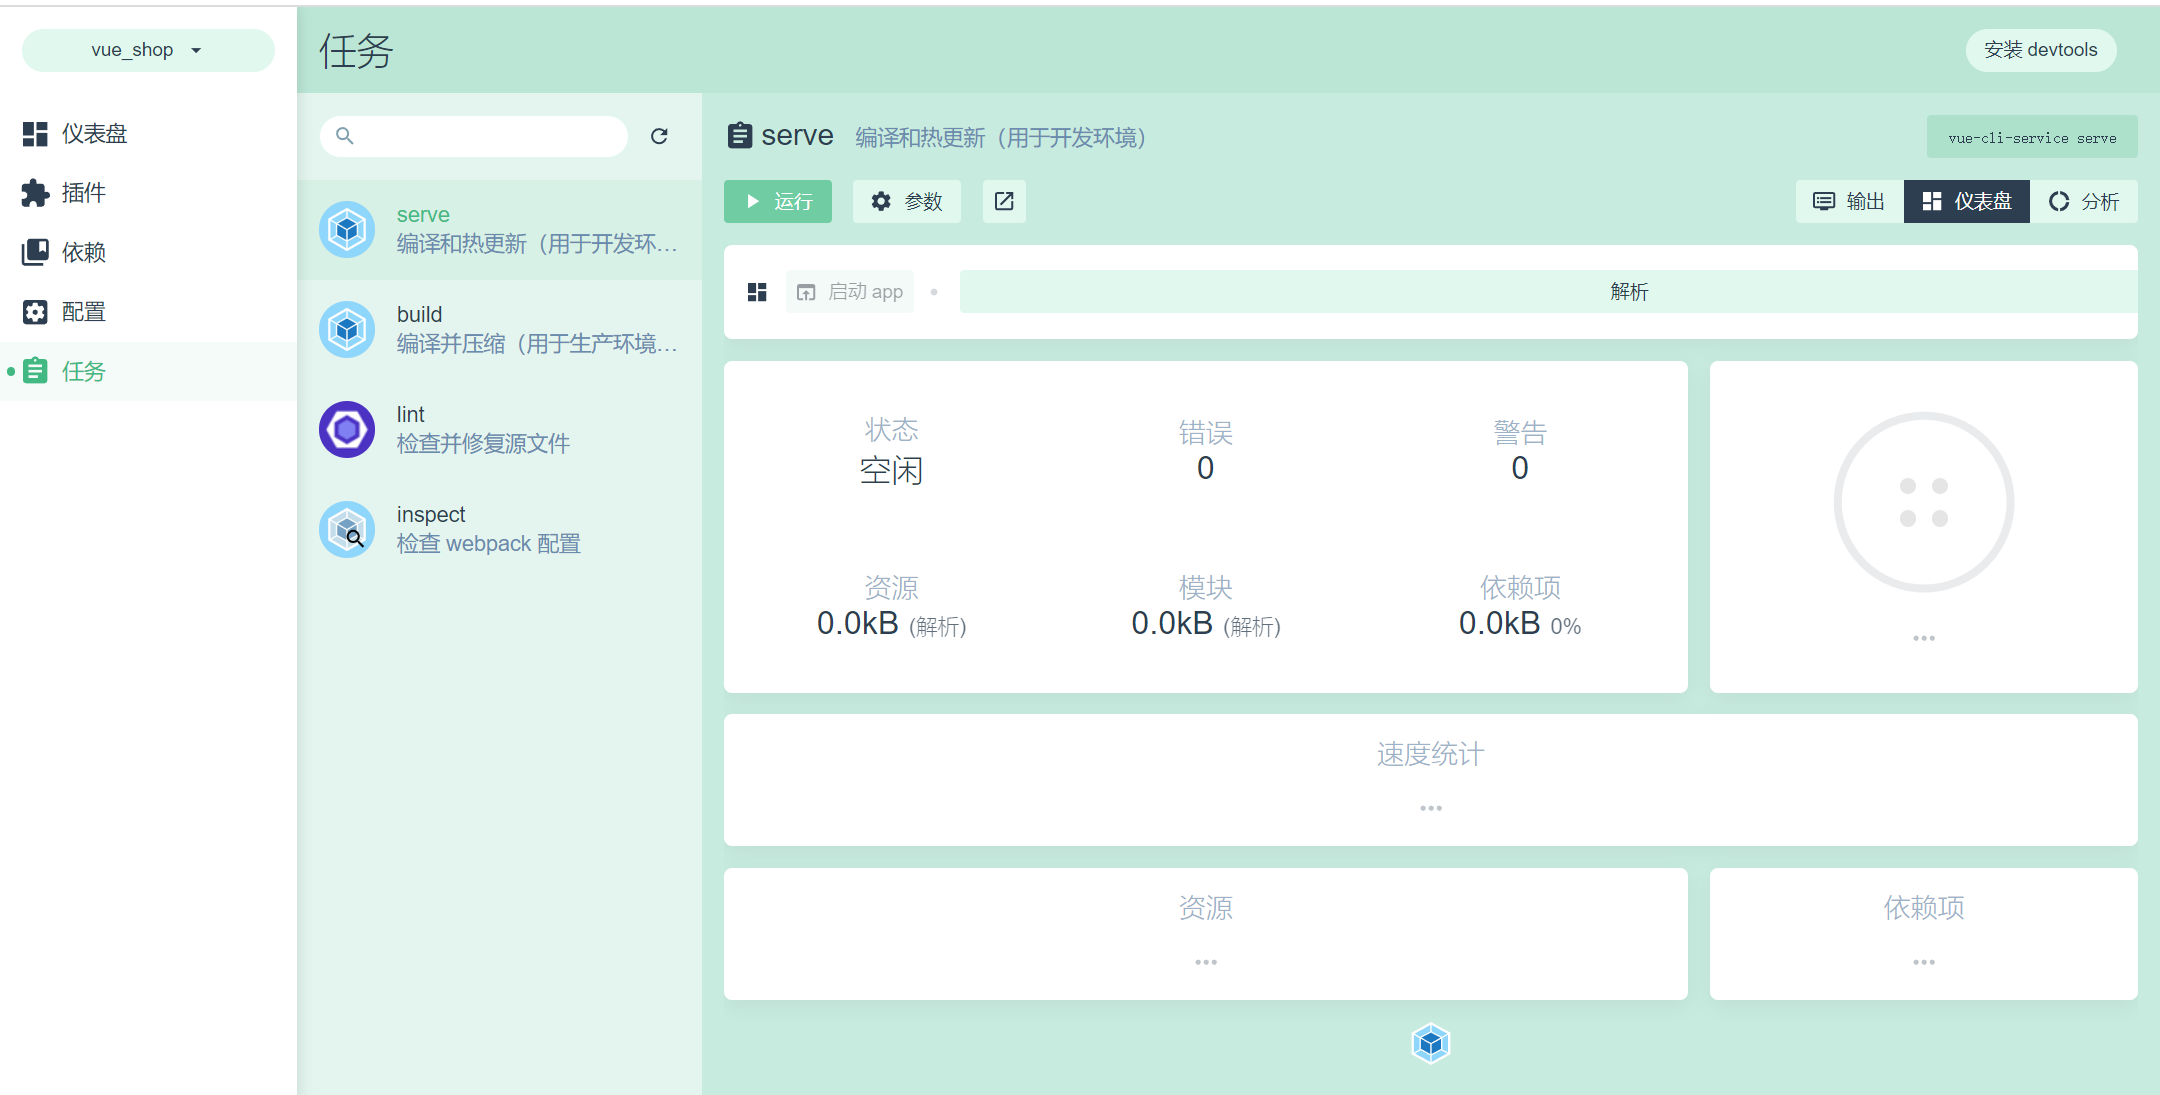 vue_shop
仪表盘
插件
依赖
配置
任务
任务
安装 devtools
serve
编译和热更新（用于开发环...
build
编译并压缩（用于生产环境...
lint
检查并修复源文件
inspect
检查 webpack 配置
serve 编译和热更新（用于开发环境）
vue-cli-service serve
运行 参数
输出 仪表盘 分析
启动 app
解析
状态 错误 警告
空闲 0 0
资源 模块 依赖项
0.0kB (解析) 0.0kB (解析) 0.0kB 0%
速度统计
资源 依赖项